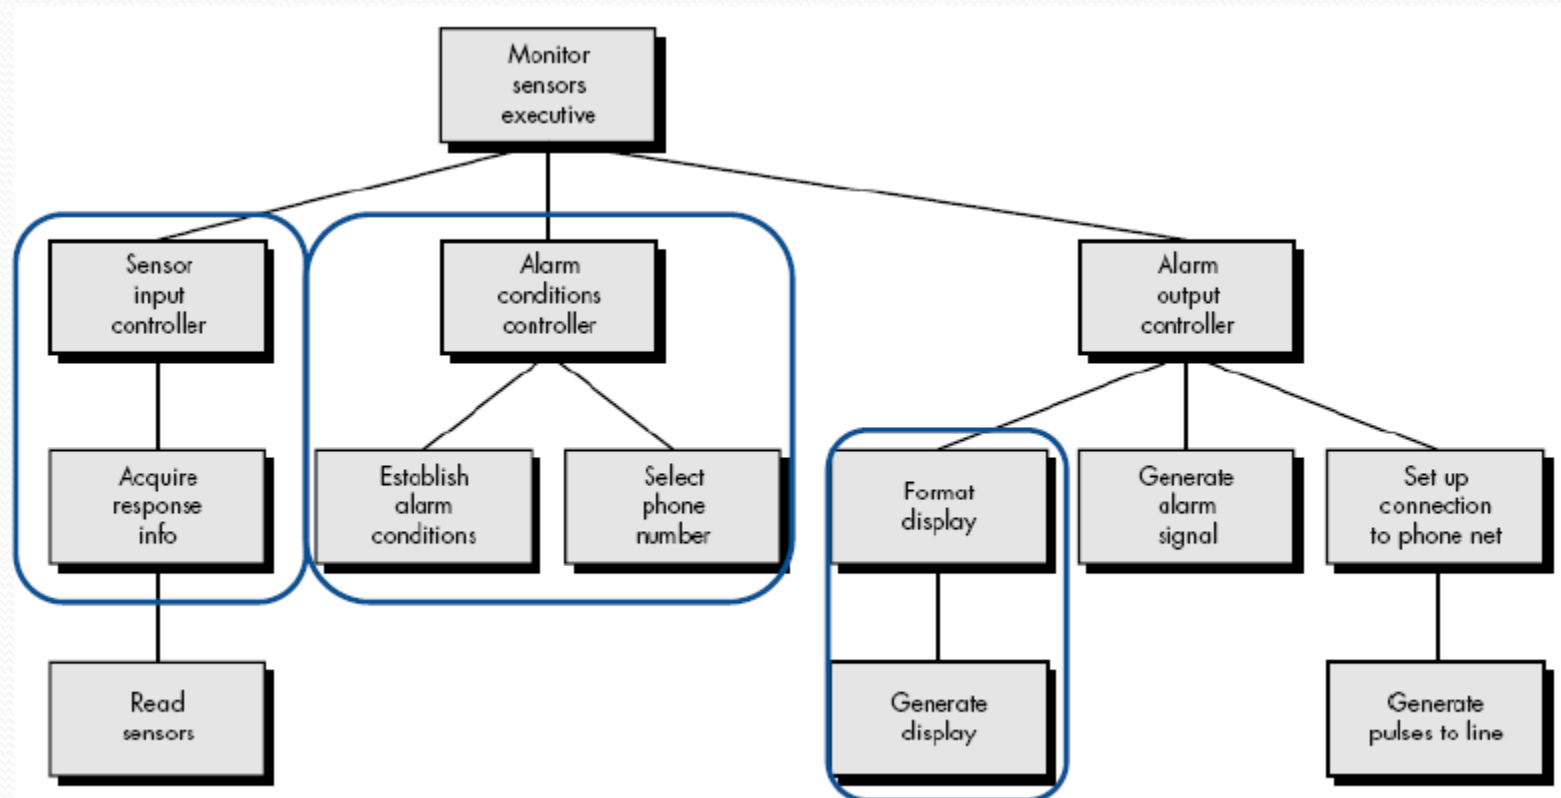 Monitor
sensors
executive
Sensor
input
controller
Alarm
conditions
controller
Alarm
output
controller
Acquire
response
info
Establish
alarm
conditions
Select
phone
number
Format
display
Generate
alarm
signal
Set up
connection
to phone net
Read
sensors
Generate
display
Generate
pulses to line